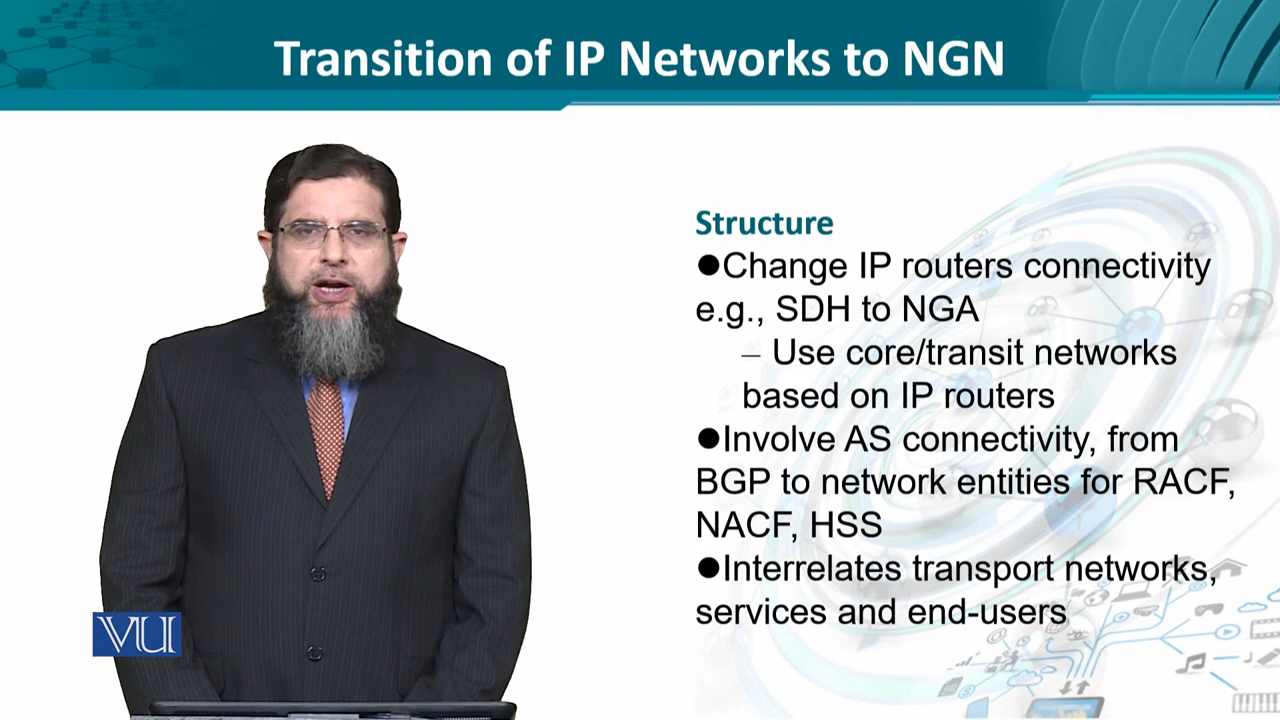 Transition of IP Networks to NGN
Structure
●Change IP routers connectivity
e.g., SDH to NGA
– Use core/transit networks
based on IP routers
●Involve AS connectivity, from
BGP to network entities for RACF,
NACF, HSS
●Interrelates transport networks,
services and end-users
VU